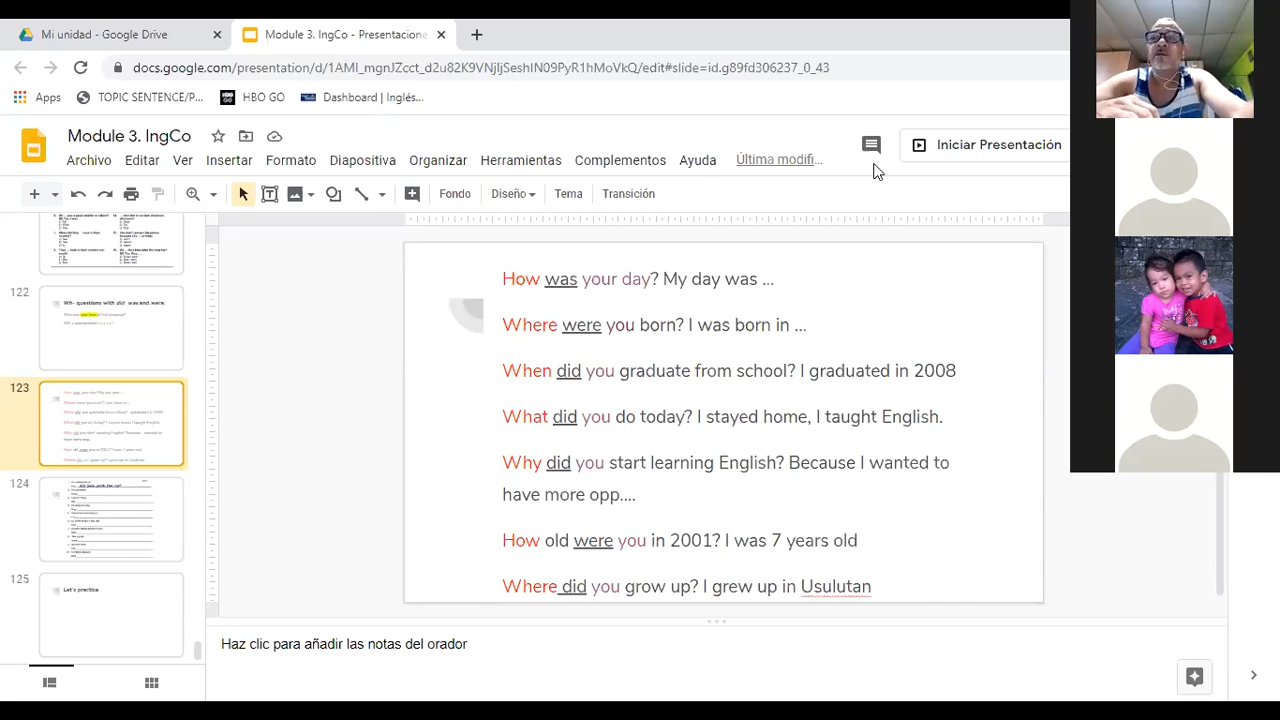 Mi unidad - Google Drive
Module 3. IngCo - Presentacione
docs.google.com/presentation/d/
/edit#slide=id.g89fd306237_0_43
Apps
TOPIC SENTENCE/P...
HBO GO
Dashboard | Inglés...
Module 3. IngCo
Iniciar Presentación
Archivo Editar Ver Insertar Formato Diapositiva Organizar Herramientas Complementos Ayuda Última modifi...
Fondo Diseño Tema Transición
122
Wh- questions with did was and were.
123
124
125
Let's practice
How was your day? My day was ...
Where were you born? I was born in ...
When did you graduate from school? I graduated in 2008
What did you do today? I stayed home. I taught English.
Why did you start learning English? Because I wanted to
have more opp....
How old were you in 2001? I was 7 years old
Where did you grow up? I grew up in Usulutan
Haz clic para añadir las notas del orador